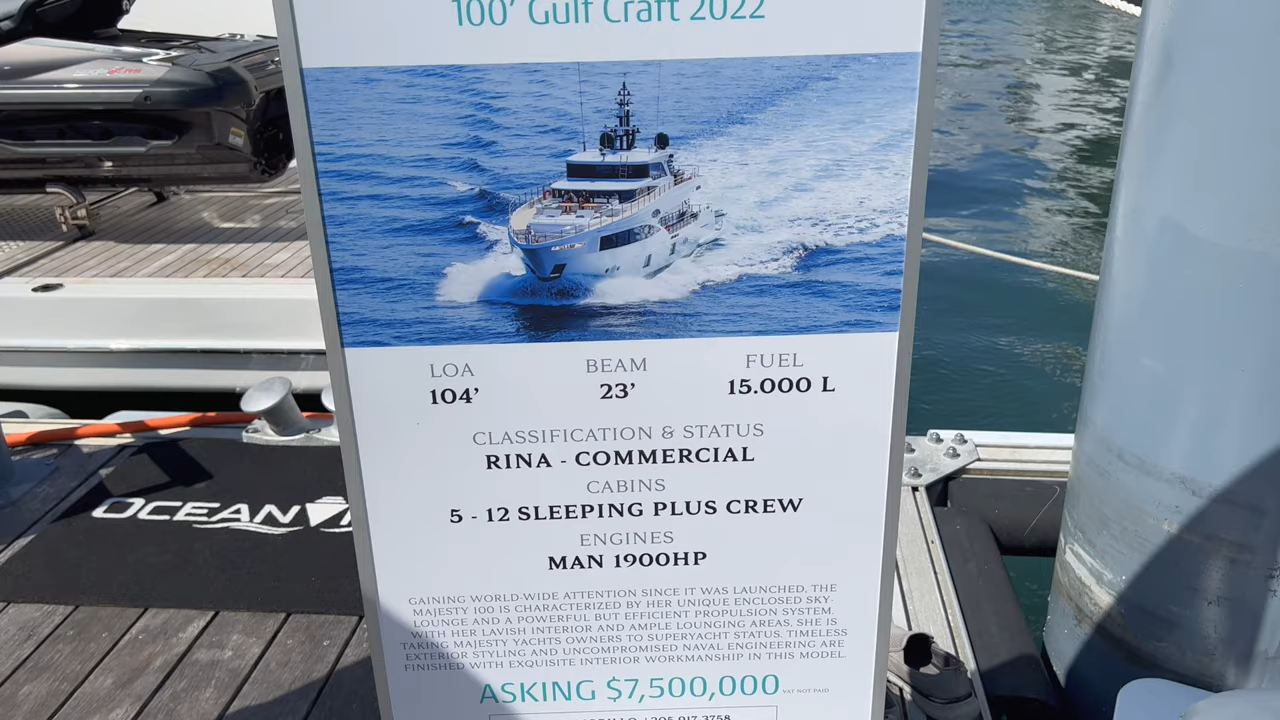 100' Gulf Craft 2022
LOA
104'
BEAM
23'
FUEL
15.000 L
CLASSIFICATION & STATUS
RINA - COMMERCIAL
CABINS
5 - 12 SLEEPING PLUS CREW
ENGINES
MAN 1900HP
GAINING WORLD-WIDE ATTENTION SINCE IT WAS LAUNCHED, THE
MAJESTY 100 IS CHARACTERIZED BY HER UNIQUE ENCLOSED SKY-
LOUNGE AND A POWERFUL BUT EFFICIENT PROPULSION SYSTEM.
WITH HER LAVISH INTERIOR AND AMPLE LOUNGING AREAS, SHE IS
TAKING MAJESTY YACHTS OWNERS TO SUPERYACHT STATUS. TIMELESS
EXTERIOR STYLING AND UNCOMPROMISED NAVAL ENGINEERING ARE
FINISHED WITH EXQUISITE INTERIOR WORKMANSHIP IN THIS MODEL.
ASKING $7,500,000 VAT NOT PAID
+305 917 3758
OCEAN